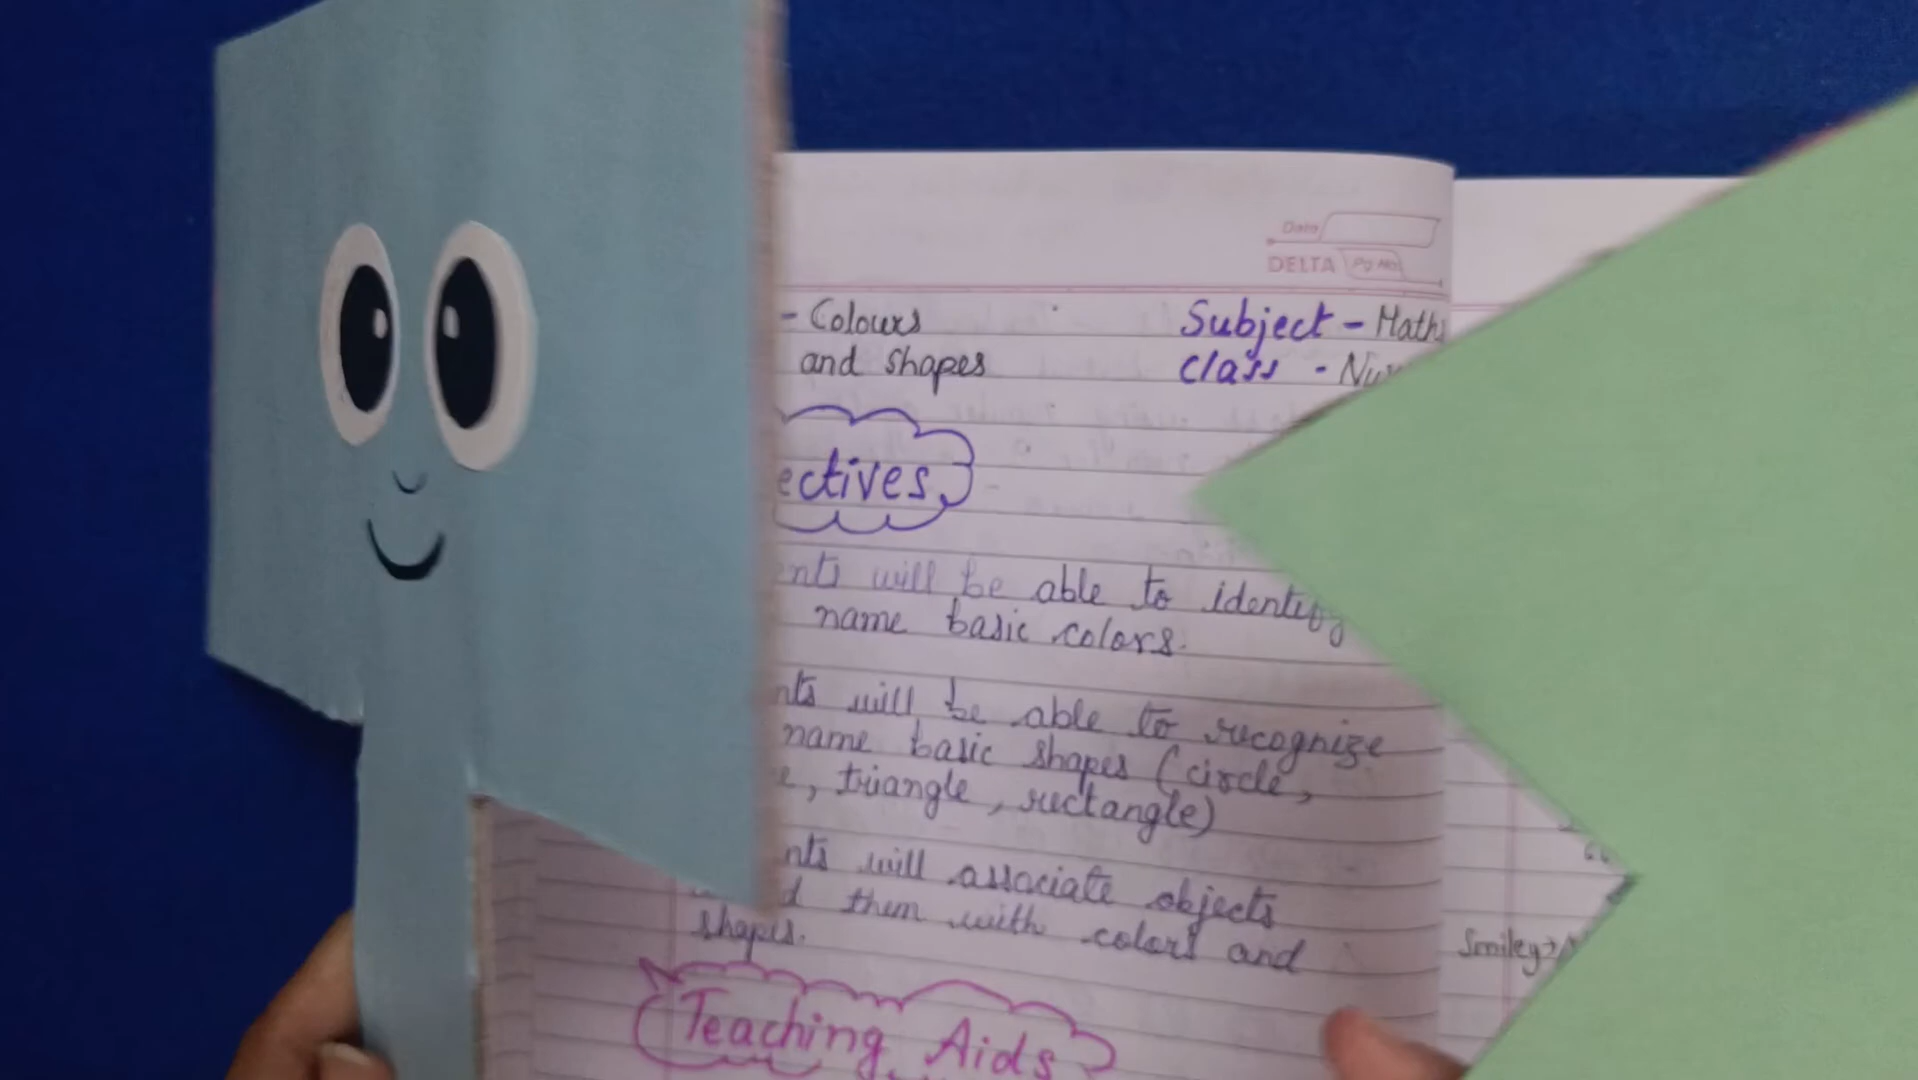 Date
DELTA Pg No.
- Colours Subject - Maths
and shapes Class -
ectives
nts will be able to identify
name basic colors.
nts will be able to recognize
name basic shapes (circle,
e, triangle, rectangle)
nts will associate objects
d them with colors and
shapes.
Smiley
Teaching Aids